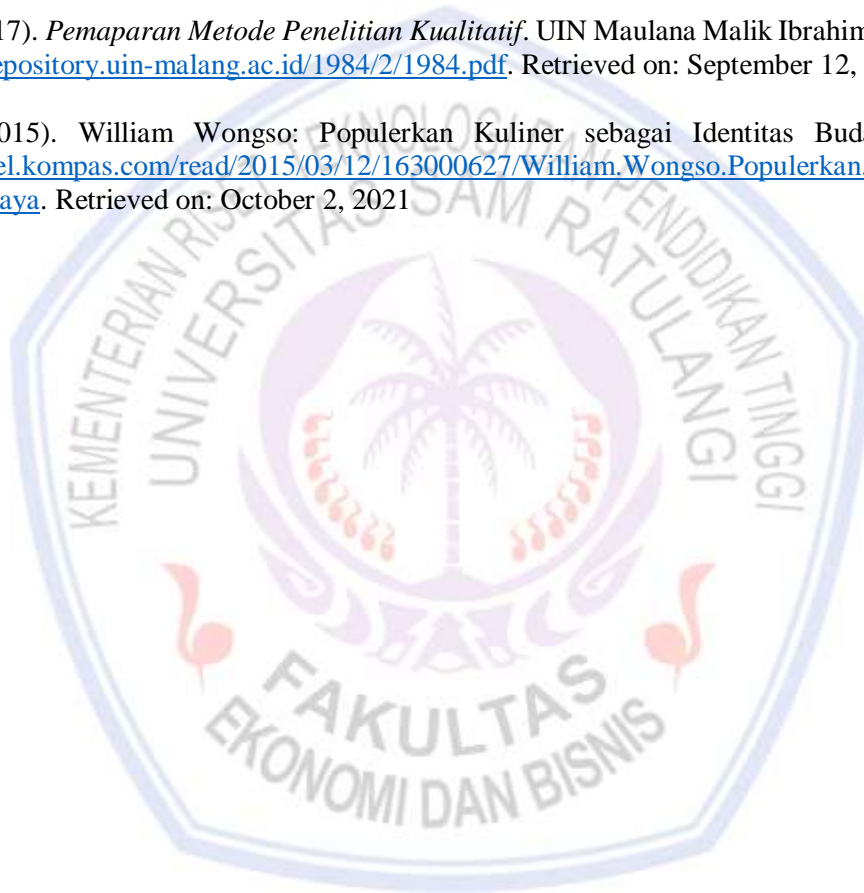 17). Pemaparan Metode Penelitian Kualitatif. UIN Maulana Malik Ibrahim
epository.uin-malang.ac.id/1984/2/1984.pdf. Retrieved on: September 12,
015). William Wongso: Populerkan Kuliner sebagai Identitas Buda
el.kompas.com/read/2015/03/12/163000627/William.Wongso.Populerkan.
aya. Retrieved on: October 2, 2021
KEMENTERIAN RISET TEKNOLOGI DAN PENDIDIKAN TINGGI
UNIVERSITAS SAM RATULANGI
FAKULTAS
EKONOMI DAN BISNIS